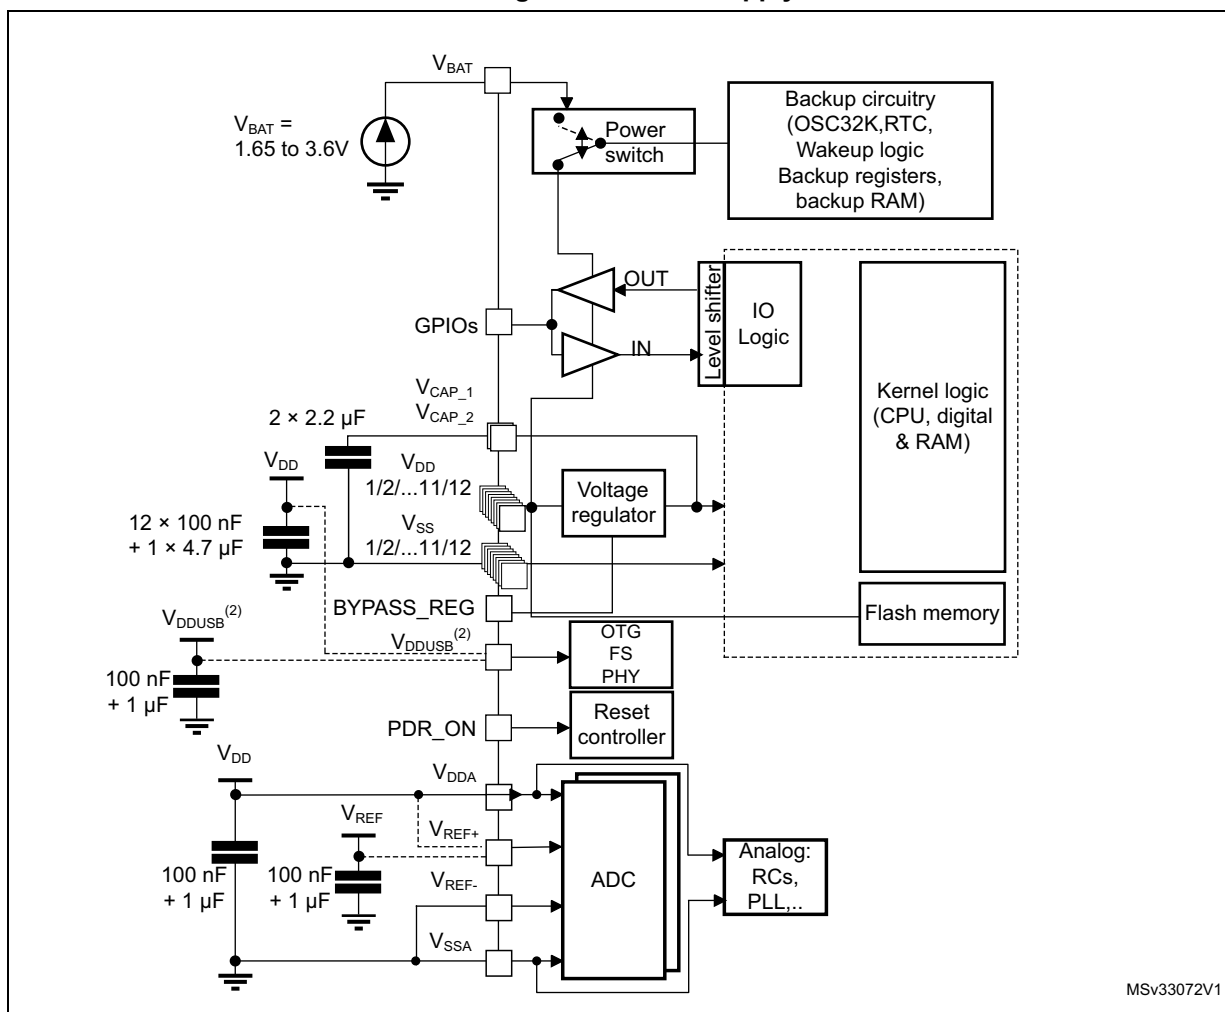 V_BAT
V_BAT =
1.65 to 3.6V
Power
switch
Backup circuitry
(OSC32K,RTC,
Wakeup logic
Backup registers,
backup RAM)
OUT
GPIOs
IN
Level shifter
IO
Logic
Kernel logic
(CPU, digital
& RAM)
V_CAP_1
V_CAP_2
2 × 2.2 µF
V_DD
V_DD
1/2/...11/12
Voltage
regulator
12 × 100 nF
+ 1 × 4.7 µF
V_SS
1/2/...11/12
BYPASS_REG
Flash memory
V_DDUSB(2)
V_DDUSB(2)
OTG
FS
PHY
100 nF
+ 1 µF
PDR_ON
Reset
controller
V_DD
V_DDA
V_REF
V_REF+
100 nF
+ 1 µF
100 nF
+ 1 µF
V_REF-
ADC
Analog:
RCs,
PLL,..
V_SSA
MSv33072V1